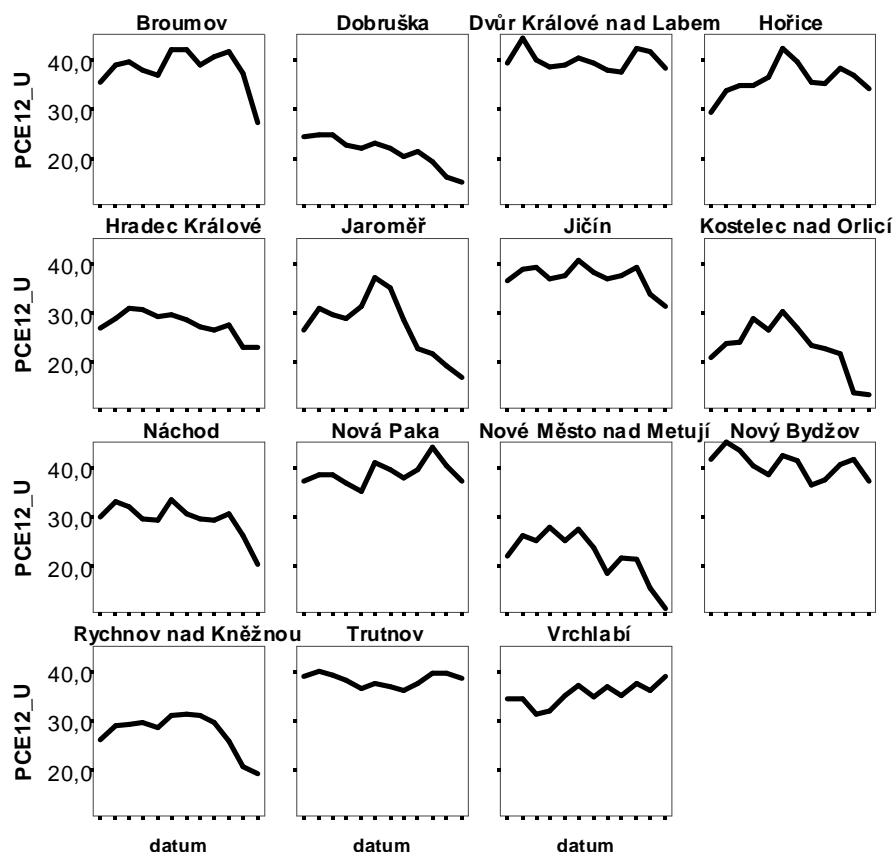 Broumov Dobruška Dvůr Králové nad Labem Hořice
PCE12_U
40,0
30,0
20,0
Hradec Králové Jaroměř Jičín Kostelec nad Orlicí
PCE12_U
40,0
30,0
20,0
Náchod Nová Paka Nové Město nad Metují Nový Bydžov
PCE12_U
40,0
30,0
20,0
Rychnov nad Kněžnou Trutnov Vrchlabí
PCE12_U
40,0
30,0
20,0
datum datum datum